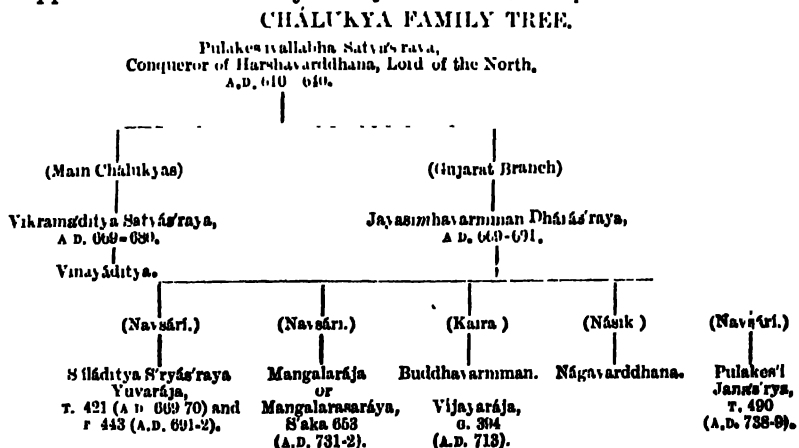 CHÁLUKYA FAMILY TREE.
Pulakes'ivallabha Satyás'raya,
Conqueror of Harshavarddhana, Lord of the North.
A.D. 610-640.
(Main Chálukyas)
(Gujarat Branch)
Vikramáditya Satyás'raya,
A D. 669-680.
Jayasimhavarmman Dhárás'raya,
A D. 669-691.
Vinayáditya.
(Navsári.)
(Navsári.)
(Kaira )
(Násik )
(Navsári.)
S'íláditya S'ryás'raya
Yuvarája,
T. 421 (A D 669 70) and
443 (A.D. 691-2).
Mangalarája
or
Mangalarasaráya,
S'aka 653
(A.D. 731-2).
Buddhavarmman.
Vijayarája,
G. 394
(A.D. 713).
Nágavarddhana.
Pulakes'i
Janás'rya,
T. 490
(A.D. 738-9).